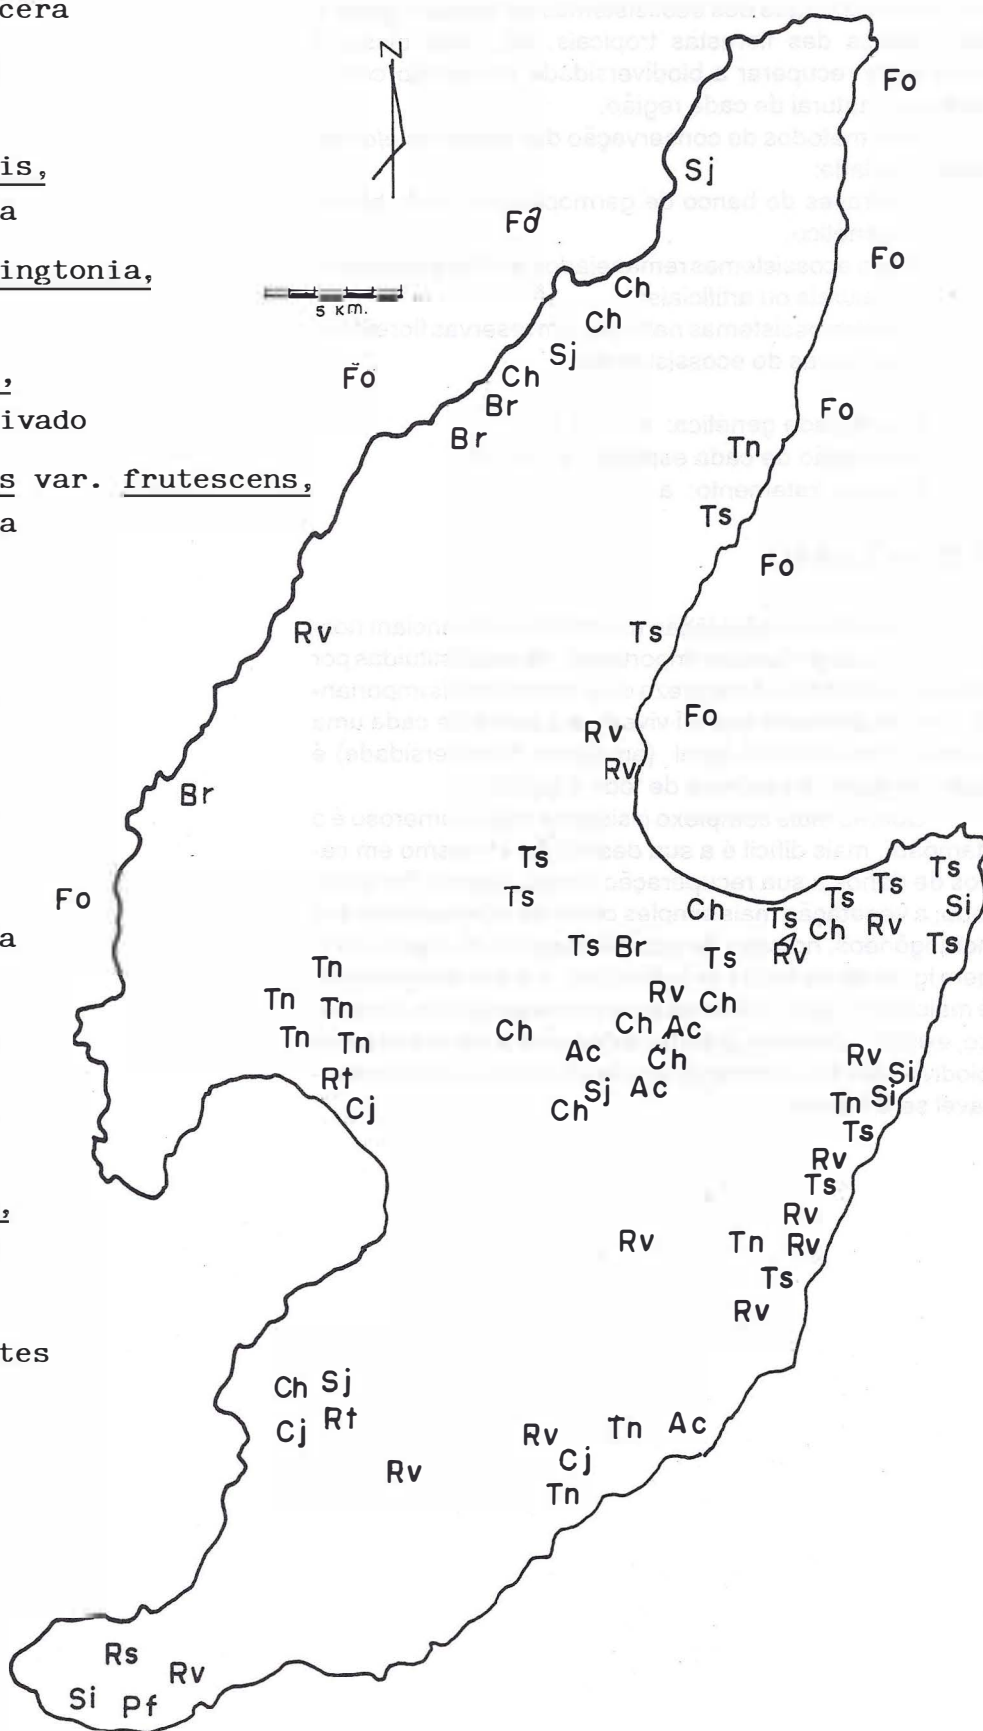 cera
N
Fo
is,
Sj
a
Fo
ingtonia,
Fo
Ch
5 Km.
Ch
Sj
,
Fo
Ch
ivado
Br
Fo
Br
Tn
s var. frutescens,
Ts
a
Fo
Rv
Ts
Fo
Rv
Rv
Br
Ts
Ts
Fo
Ts
Ts
Ts
Ch
Ts
Si
Ch
Rv
a
Ts
Br
Ts
Rv
Ts
Tn
Tn
Tn
Rv
Ch
Tn
Tn
Ch
Ch
Ac
Ac
Ch
Rv
Rt
Sj
Ac
Si
Cj
Ch
Tn
Si
Ts
Rv
Ts
,
Rv
Rv
Tn
Rv
Ts
Rv
tes
Ch
Sj
Cj
Rt
Rv
Tn
Ac
Rv
Cj
Tn
Rs
Rv
Si
Pf